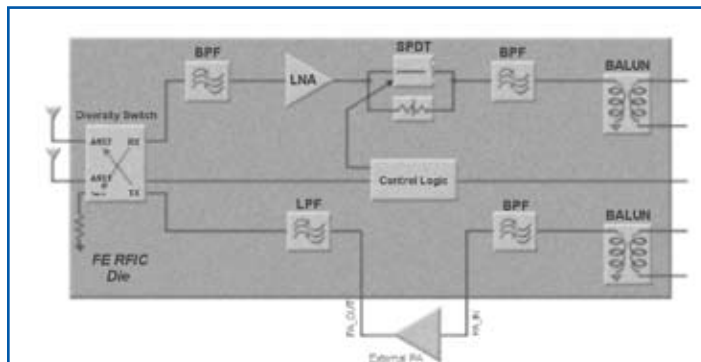 BPF
LNA
SPDT
BPF
BALUN
Diversity Switch
ANT
RX
ANT
TX
Control Logic
LPF
BPF
BALUN
FE RFIC
Die
PA_OUT
PA_IN
External PA